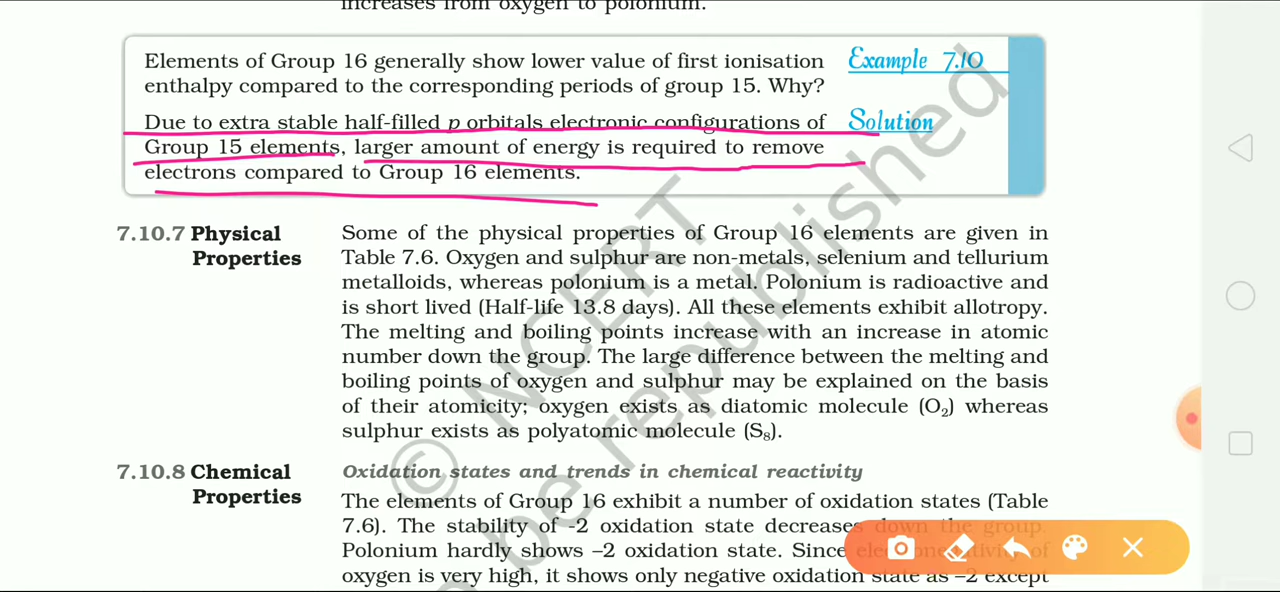 increases from oxygen to polonium.
Elements of Group 16 generally show lower value of first ionisation
enthalpy compared to the corresponding periods of group 15. Why?
Example 7.10
Due to extra stable half-filled p orbitals electronic configurations of
Group 15 elements, larger amount of energy is required to remove
electrons compared to Group 16 elements.
Solution
7.10.7 Physical
Properties
Some of the physical properties of Group 16 elements are given in
Table 7.6. Oxygen and sulphur are non-metals, selenium and tellurium
metalloids, whereas polonium is a metal. Polonium is radioactive and
is short lived (Half-life 13.8 days). All these elements exhibit allotropy.
The melting and boiling points increase with an increase in atomic
number down the group. The large difference between the melting and
boiling points of oxygen and sulphur may be explained on the basis
of their atomicity; oxygen exists as diatomic molecule (O₂) whereas
sulphur exists as polyatomic molecule (S₈).
7.10.8 Chemical
Properties
Oxidation states and trends in chemical reactivity
The elements of Group 16 exhibit a number of oxidation states (Table
7.6). The stability of -2 oxidation state decreases down the group.
Polonium hardly shows –2 oxidation state. Since electronegativity of
oxygen is very high, it shows only negative oxidation state as –2 except
© NCERT
be republished